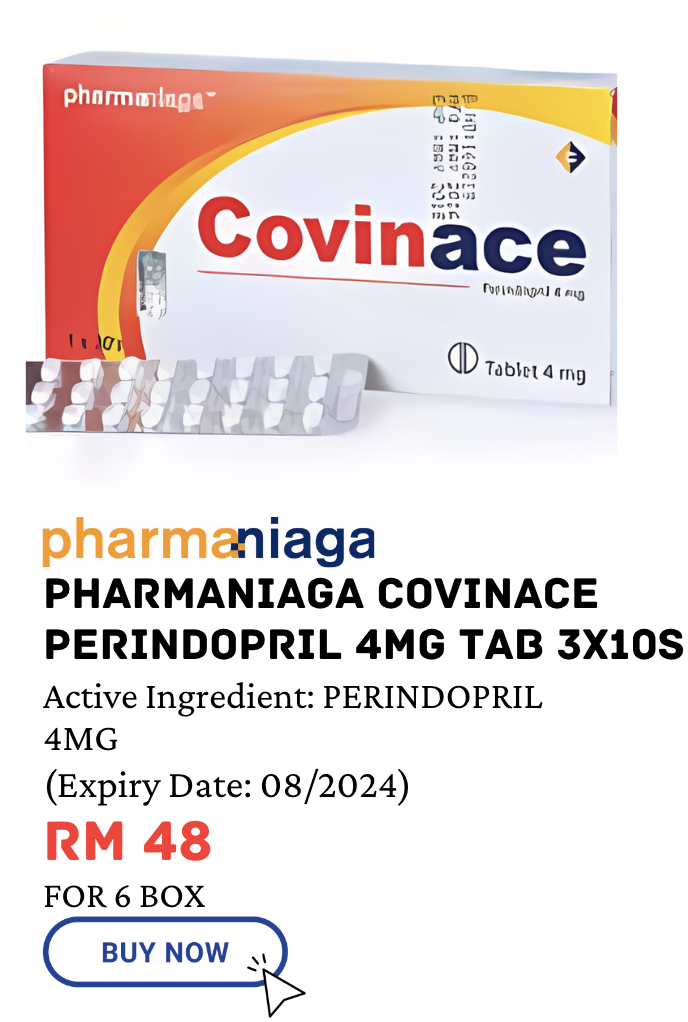 Covinace
Tablet 4 mg
pharmaniaga
PHARMANIAGA COVINACE
PERINDOPRIL 4MG TAB 3X10S
Active Ingredient: PERINDOPRIL
4MG
(Expiry Date: 08/2024)
RM 48
FOR 6 BOX
BUY NOW